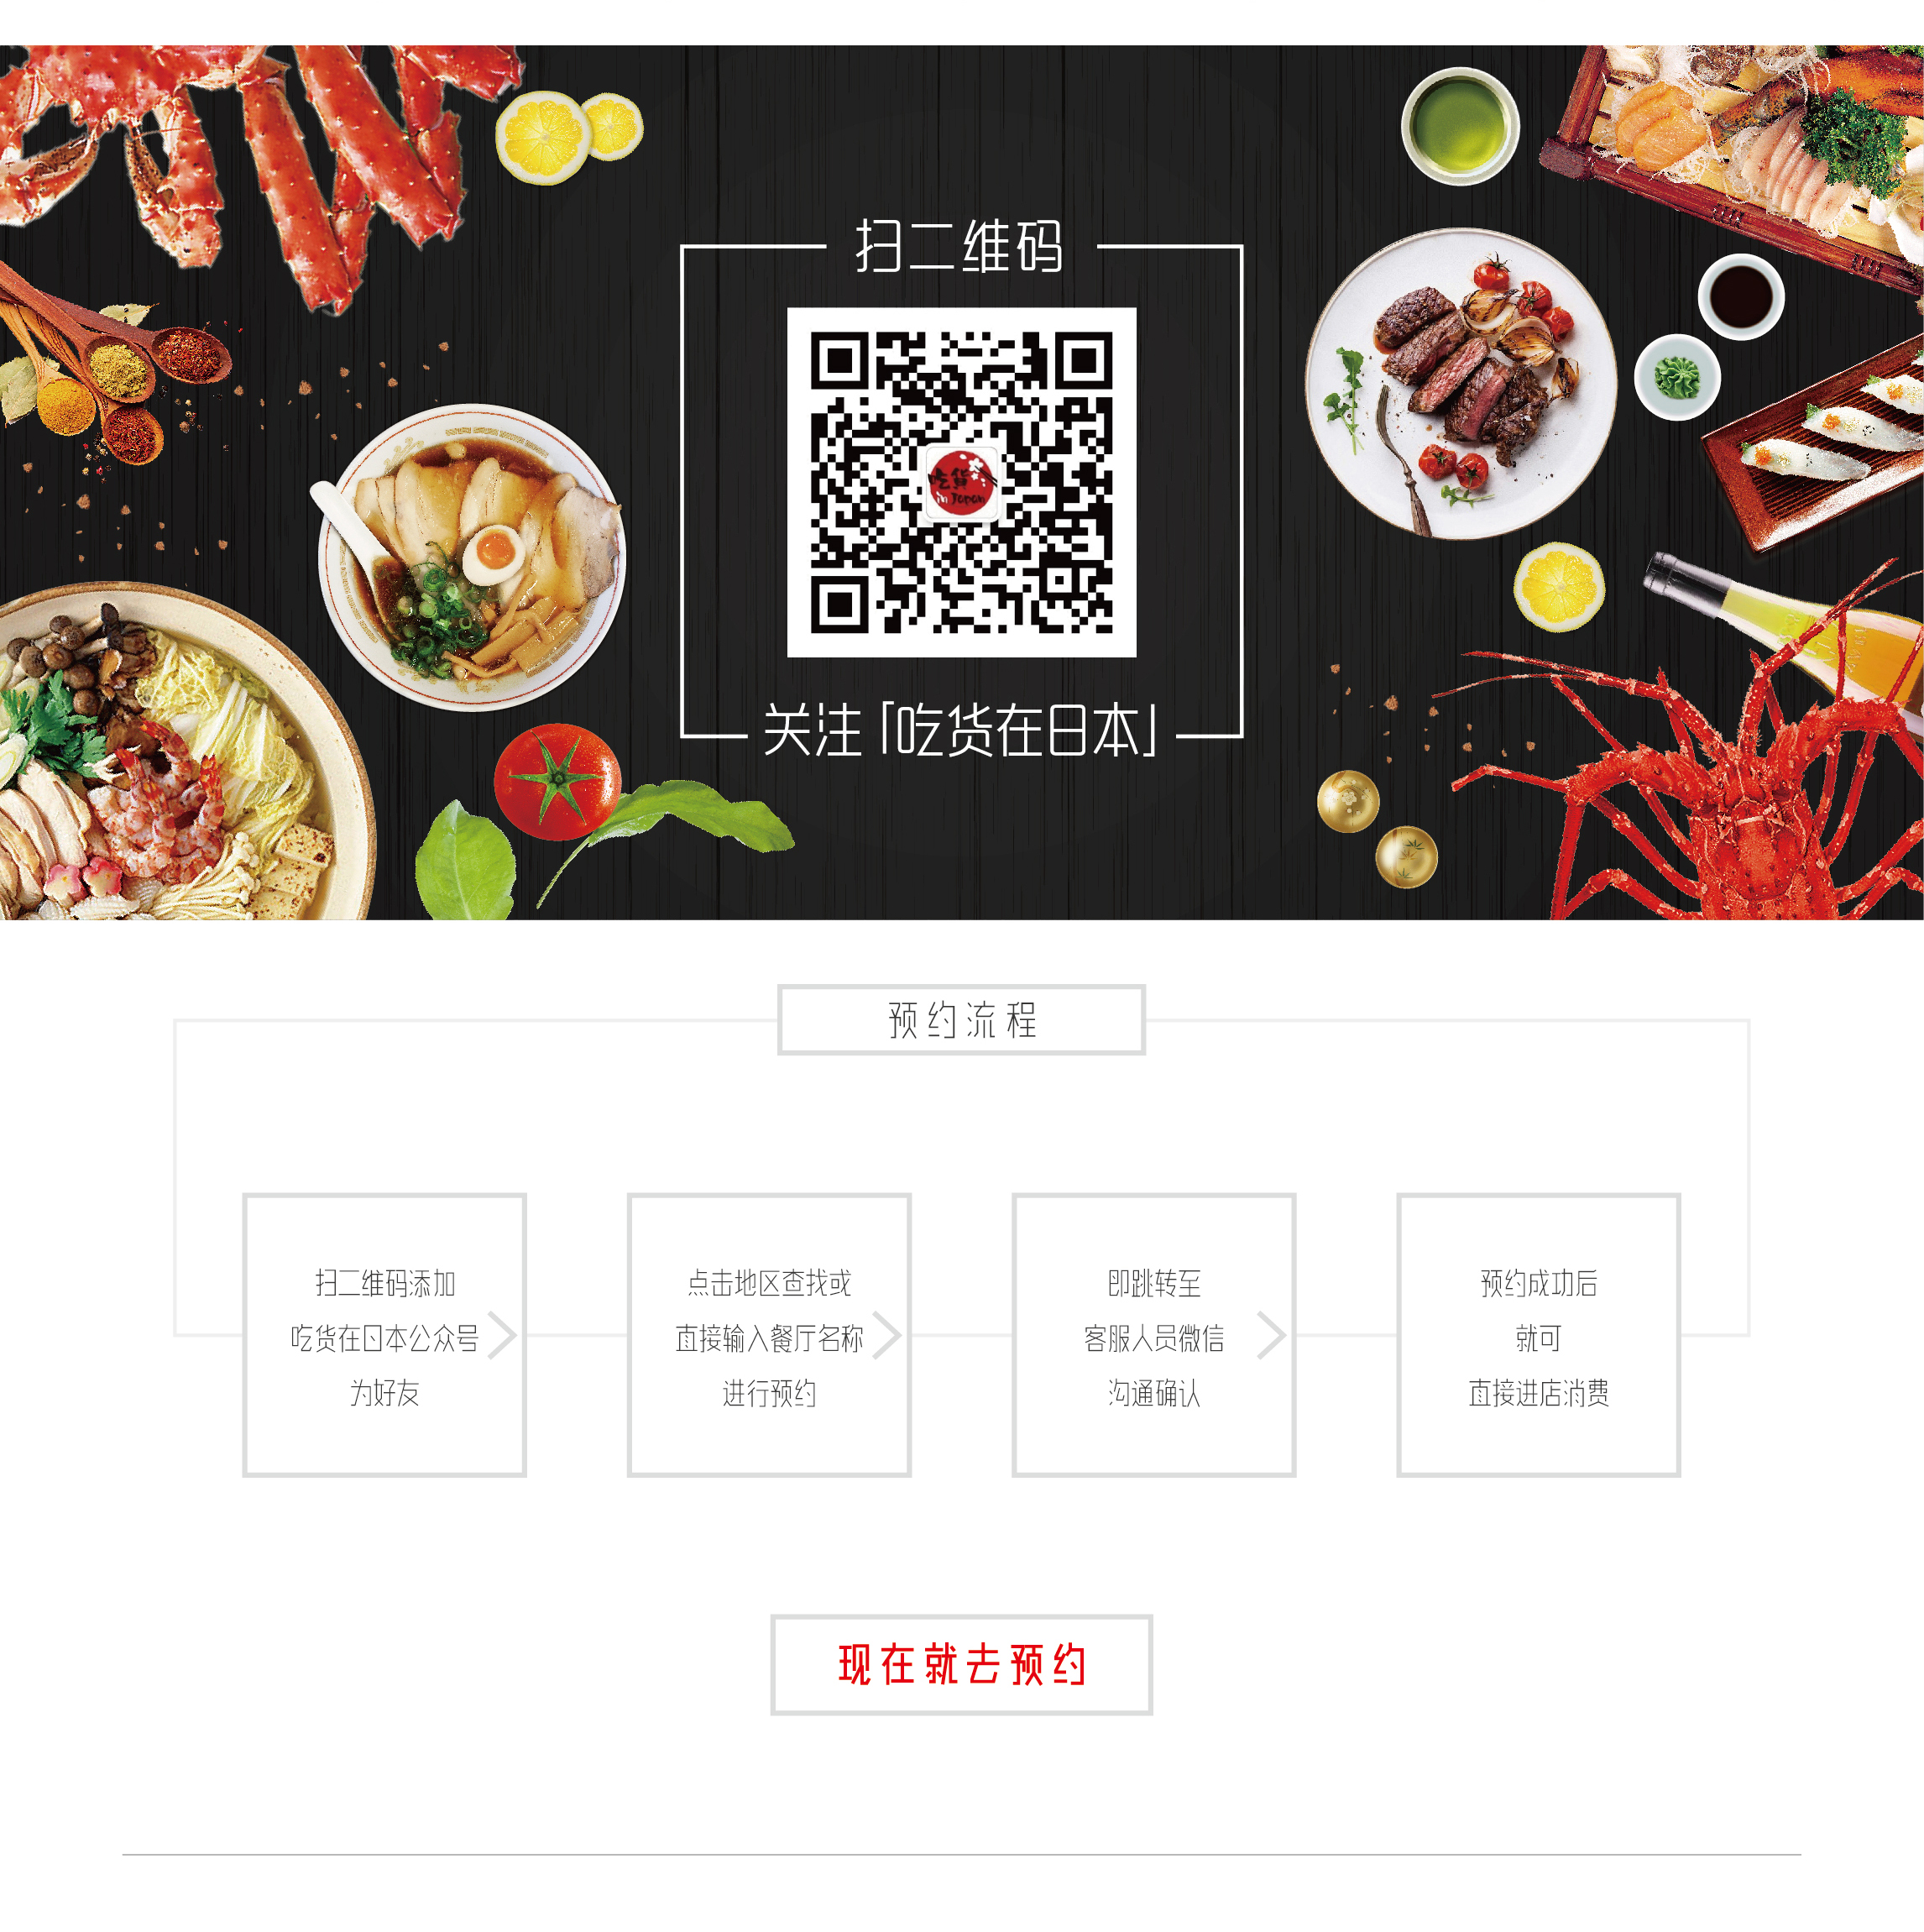 扫二维码
吃货
in Japan
关注「吃货在日本」
预约流程
扫二维码添加
吃货在日本公众号
为好友
点击地区查找或
直接输入餐厅名称
进行预约
即跳转至
客服人员微信
沟通确认
预约成功后
就可
直接进店消费
现在就去预约